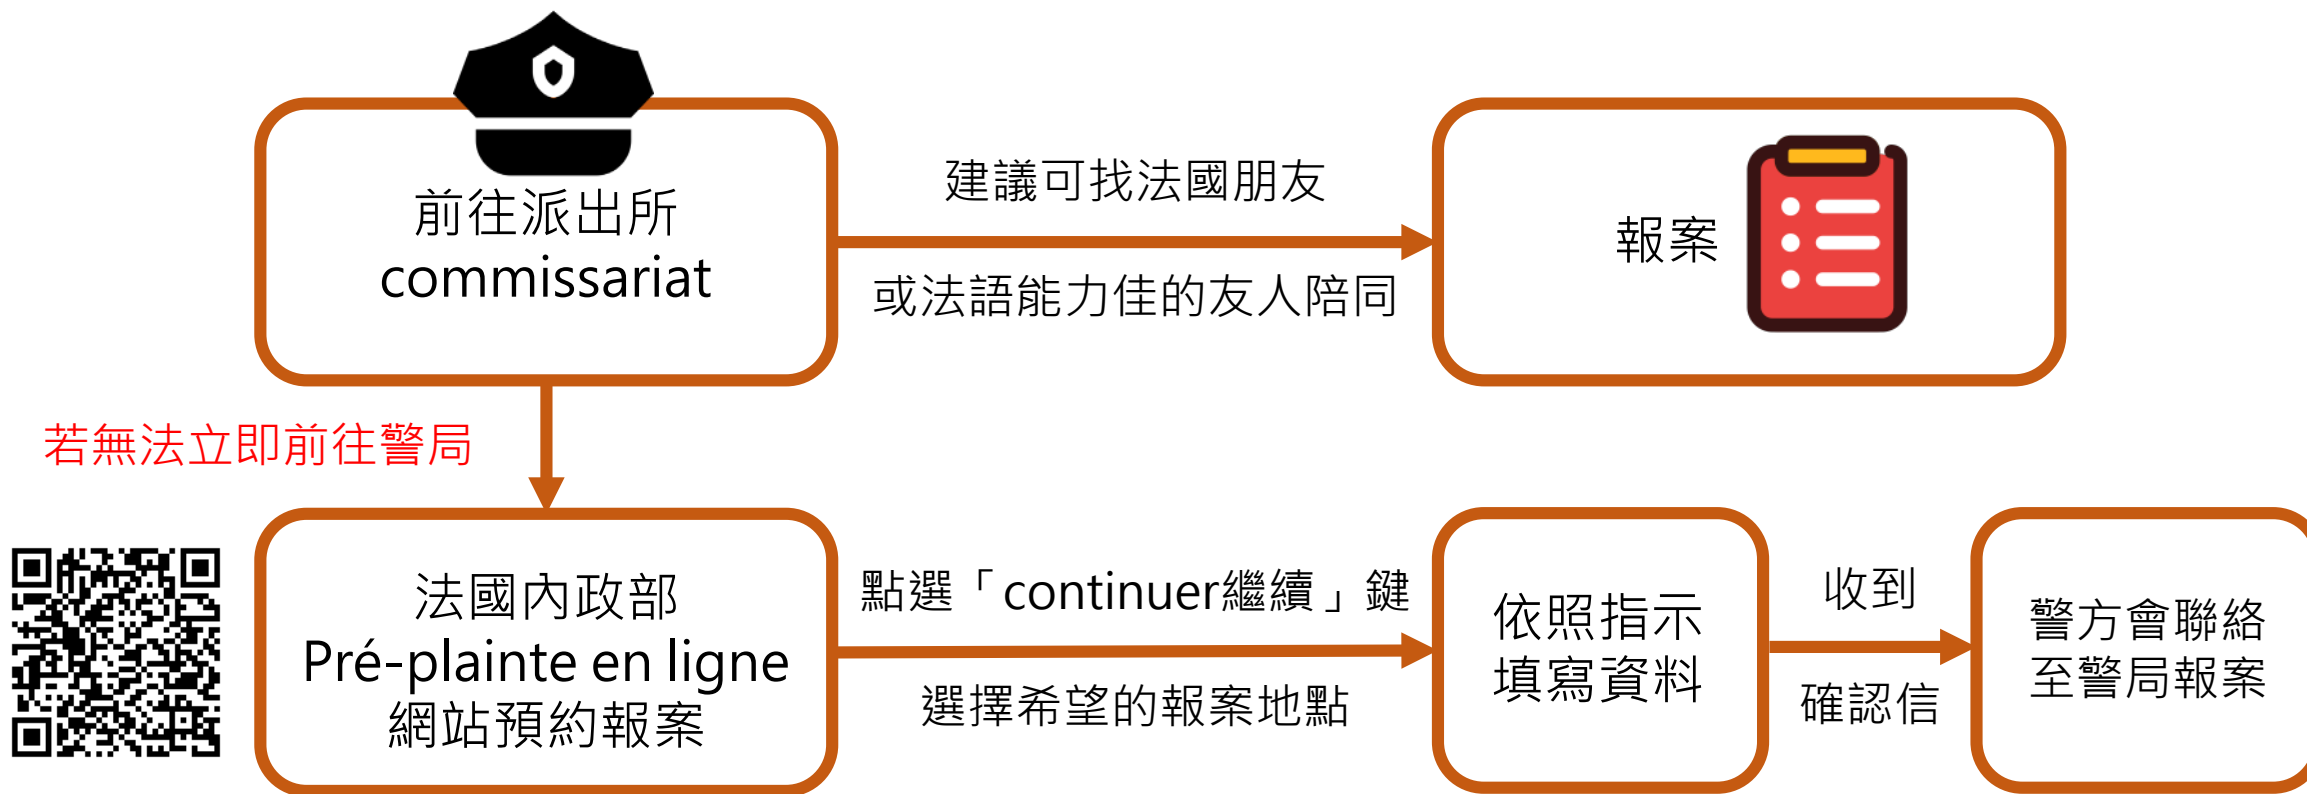 前往派出所
commissariat
建議可找法國朋友
或法語能力佳的友人陪同
報案
若無法立即前往警局
法國內政部
Pré-plainte en ligne
網站預約報案
點選「continuer繼續」鍵
選擇希望的報案地點
依照指示
填寫資料
收到
確認信
警方會聯絡
至警局報案